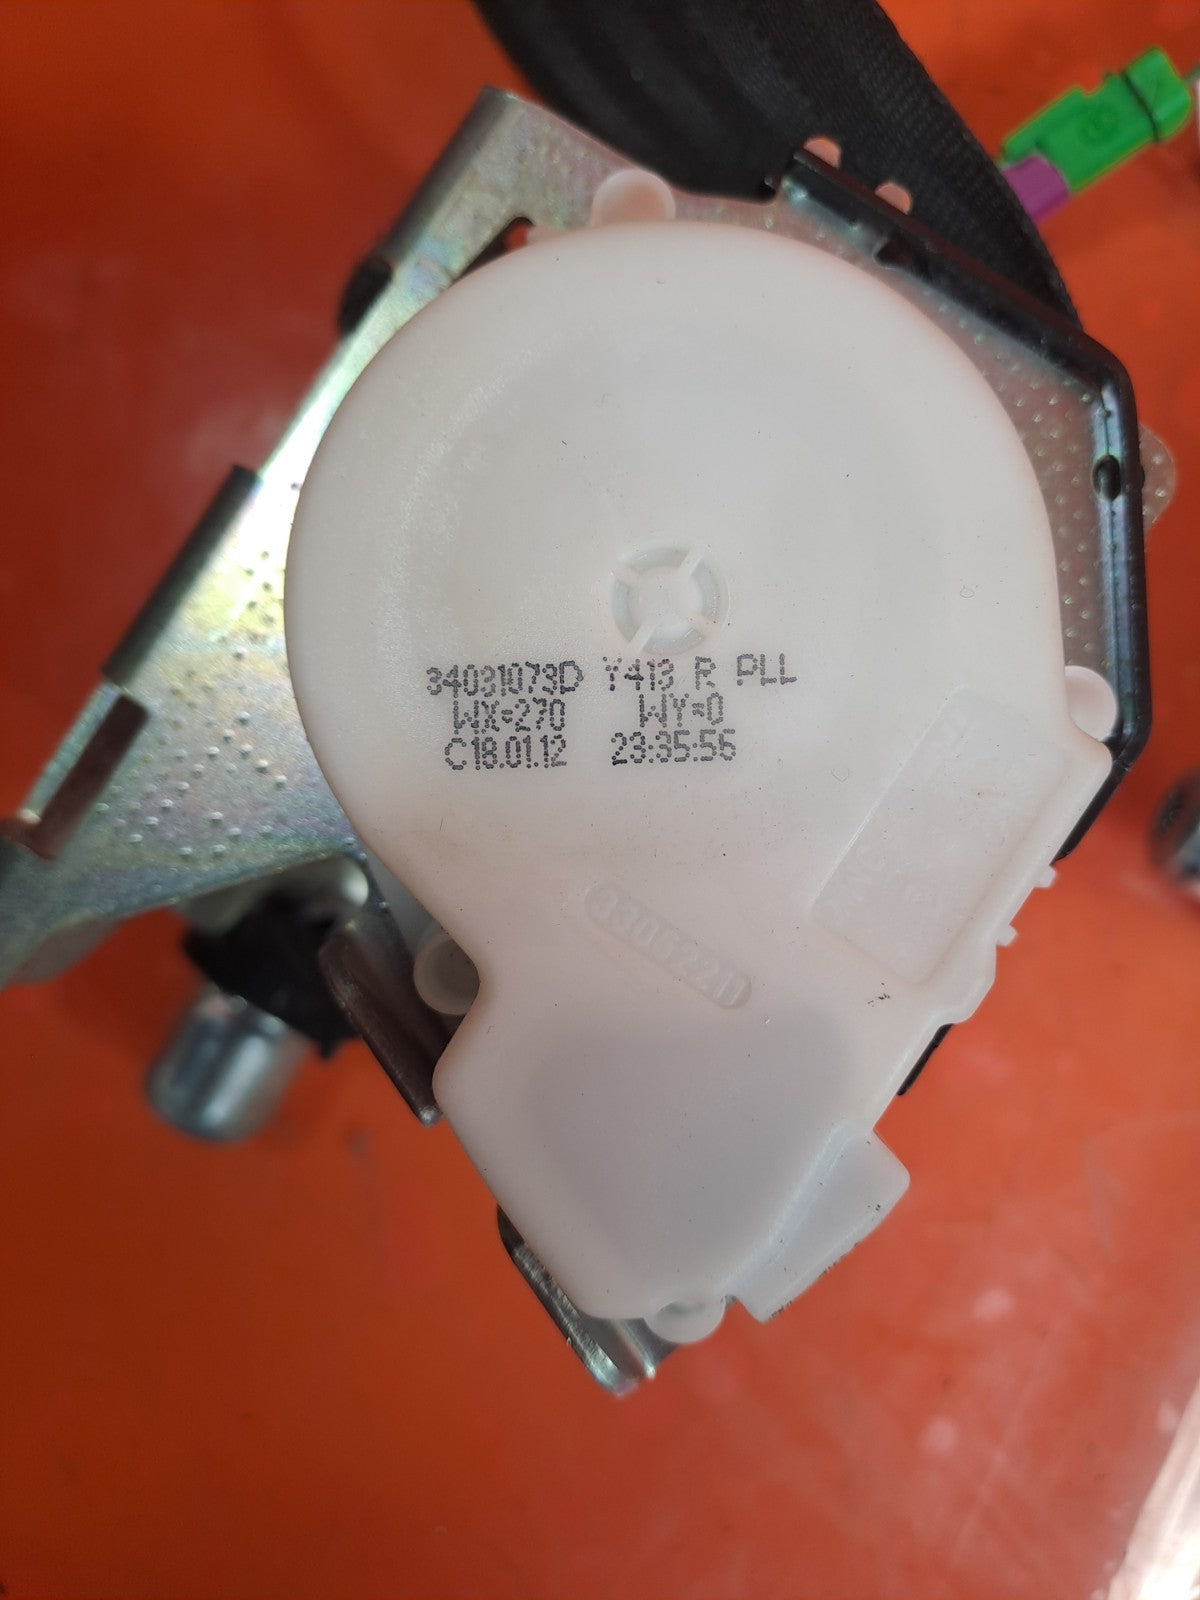 34031073D Y413 R PLL
WX=270 WY=0
C18.01.12 23:35:55